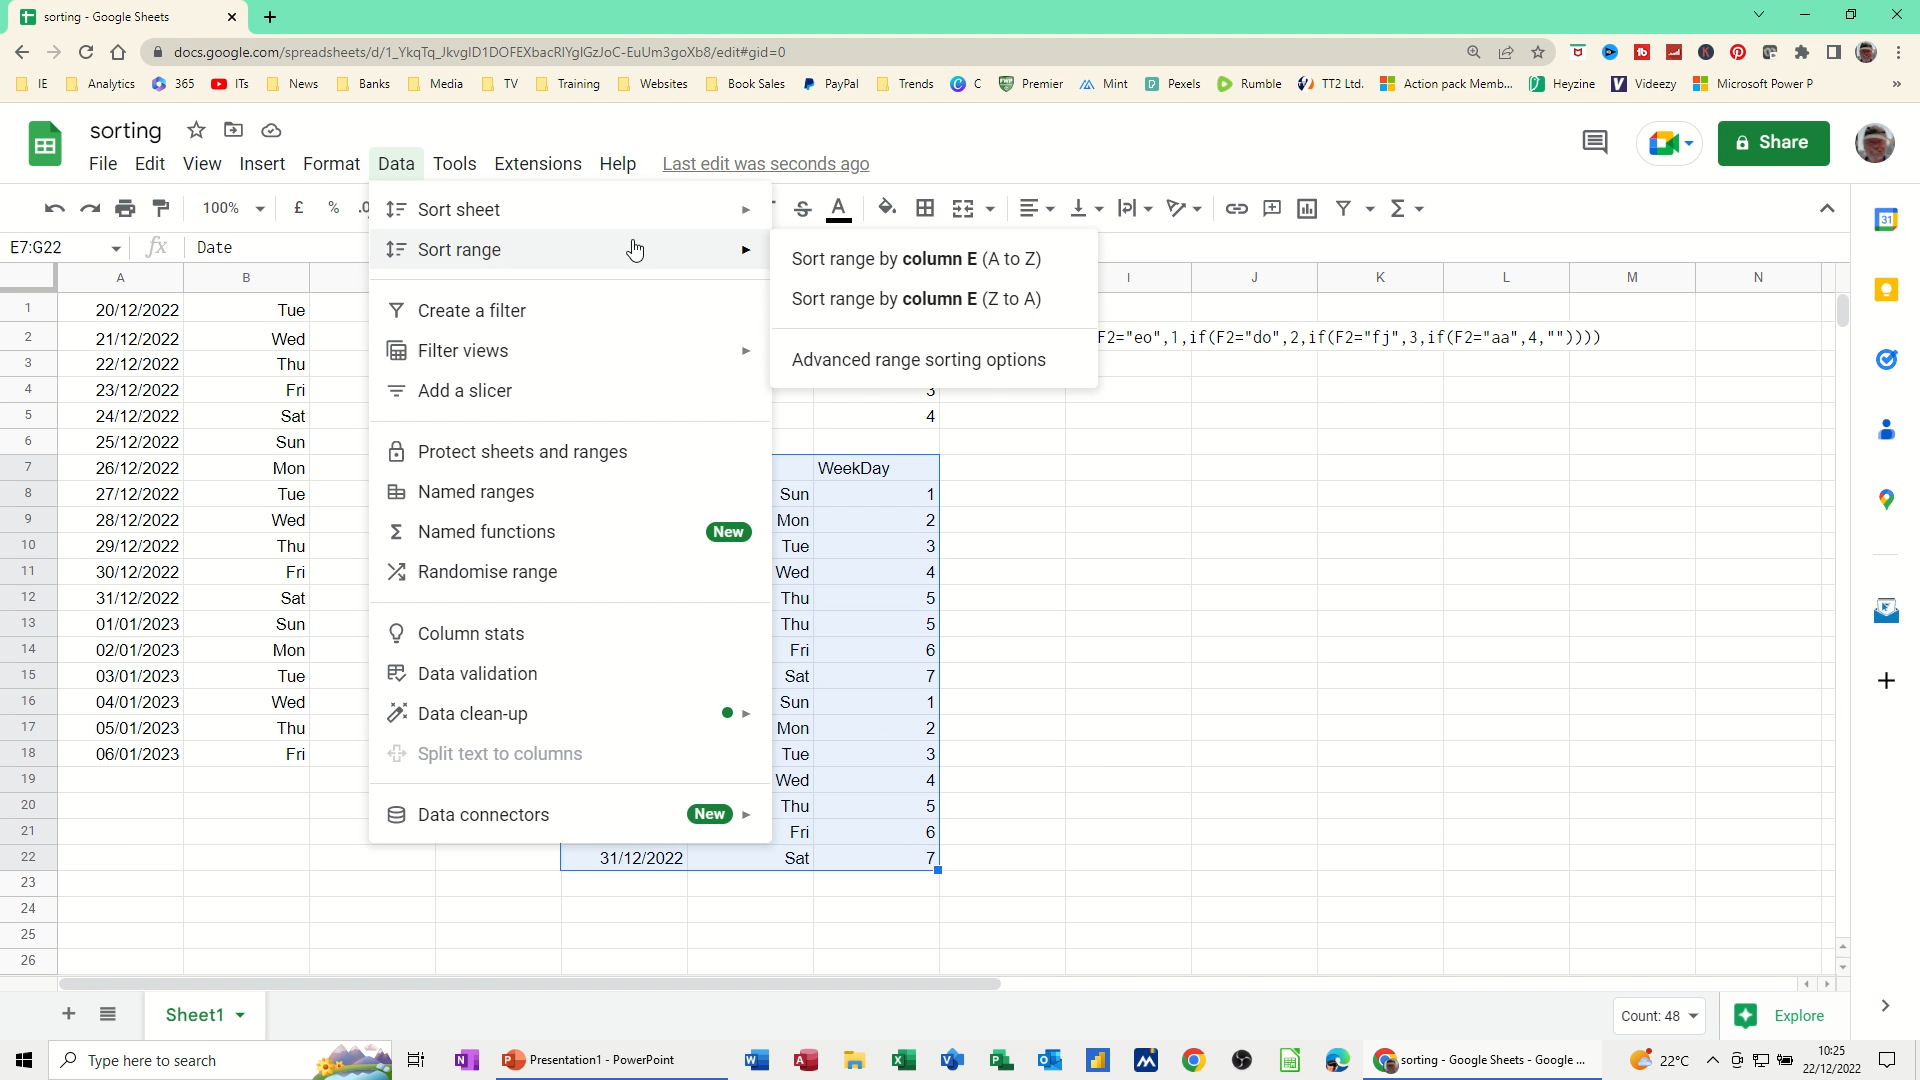 sorting - Google Sheets
docs.google.com/spreadsheets/d/1_YkqTq_JkvgID1DOFEXbacRIYgIGzJoC-EuUm3goXb8/edit#gid=0
IE Analytics 365 ITs News Banks Media TV Training Websites Book Sales PayPal Trends C Premier Mint Pexels Rumble TT2 Ltd. Action pack Memb... Heyzine Videezy Microsoft Power P »
sorting
Share
File Edit View Insert Format Data Tools Extensions Help Last edit was seconds ago
100% £ %
E7:G22 Date
Sort sheet
Sort range
Create a filter
Filter views
Add a slicer
Protect sheets and ranges
Named ranges
Named functions New
Randomise range
Column stats
Data validation
Data clean-up
Split text to columns
Data connectors New
Sort range by column E (A to Z)
Sort range by column E (Z to A)
Advanced range sorting options
A B I J K L M N
1 20/12/2022 Tue
2 21/12/2022 Wed F2="eo",1,if(F2="do",2,if(F2="fj",3,if(F2="aa",4,""))))
3 22/12/2022 Thu
4 23/12/2022 Fri 3
5 24/12/2022 Sat 4
6 25/12/2022 Sun
7 26/12/2022 Mon WeekDay
8 27/12/2022 Tue Sun 1
9 28/12/2022 Wed Mon 2
10 29/12/2022 Thu Tue 3
11 30/12/2022 Fri Wed 4
12 31/12/2022 Sat Thu 5
13 01/01/2023 Sun Thu 5
14 02/01/2023 Mon Fri 6
15 03/01/2023 Tue Sat 7
16 04/01/2023 Wed Sun 1
17 05/01/2023 Thu Mon 2
18 06/01/2023 Fri Tue 3
19 Wed 4
20 Thu 5
21 Fri 6
22 31/12/2022 Sat 7
23
24
25
26
Sheet1 Count: 48 Explore
Type here to search Presentation1 - PowerPoint sorting - Google Sheets - Google ... 22°C 10:25
22/12/2022